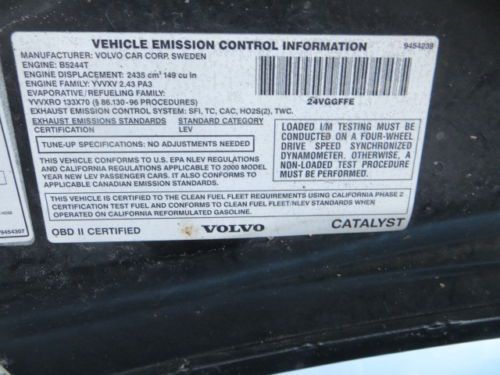 VEHICLE EMISSION CONTROL INFORMATION 9454239
MANUFACTURER: VOLVO CAR CORP. SWEDEN
ENGINE: B5244T
ENGINE DISPLACEMENT: 2435 cm³ 149 cu in
ENGINE FAMILY: YVVXV 2,43 PA3
EVAPORATIVE/REFUELING FAMILY:
YVVXRO 133X70 (§ 86.130-96 PROCEDURES)
24VGGFFE
EXHAUST EMISSION CONTROL SYSTEM: SFI, TC, CAC, HO2S(2), TWC.
EXHAUST EMISSIONS STANDARDS STANDARD CATEGORY
CERTIFICATION LEV
TUNE-UP SPECIFICATIONS: NO ADJUSTMENTS NEEDED
LOADED I/M TESTING MUST BE
CONDUCTED ON A FOUR-WHEEL
DRIVE SPEED SYNCHRONIZED
DYNAMOMETER. OTHERWISE, A
NON-LOADED TEST PROCEDURE
MUST BE PERFORMED.
THIS VEHICLE CONFORMS TO U.S. EPA NLEV REGULATIONS
AND CALIFORNIA REGULATIONS APPLICABLE TO 2000 MODEL
YEAR NEW LEV PASSENGER CARS. IT ALSO CONFORMS TO
APPLICABLE CANADIAN EMISSION REGULATIONS.
THIS VEHICLE IS CERTIFIED TO THE CLEAN FUEL FLEET REQUIREMENTS USING CALIFORNIA PHASE 2
CERTIFICATION TEST FUEL AND CONFORMS TO CLEAN FUEL FLEET/NLEV STANDARDS WHEN
OPERATED ON CALIFORNIA REFORMULATED GASOLINE.
OBD II CERTIFIED VOLVO CATALYST
9454307